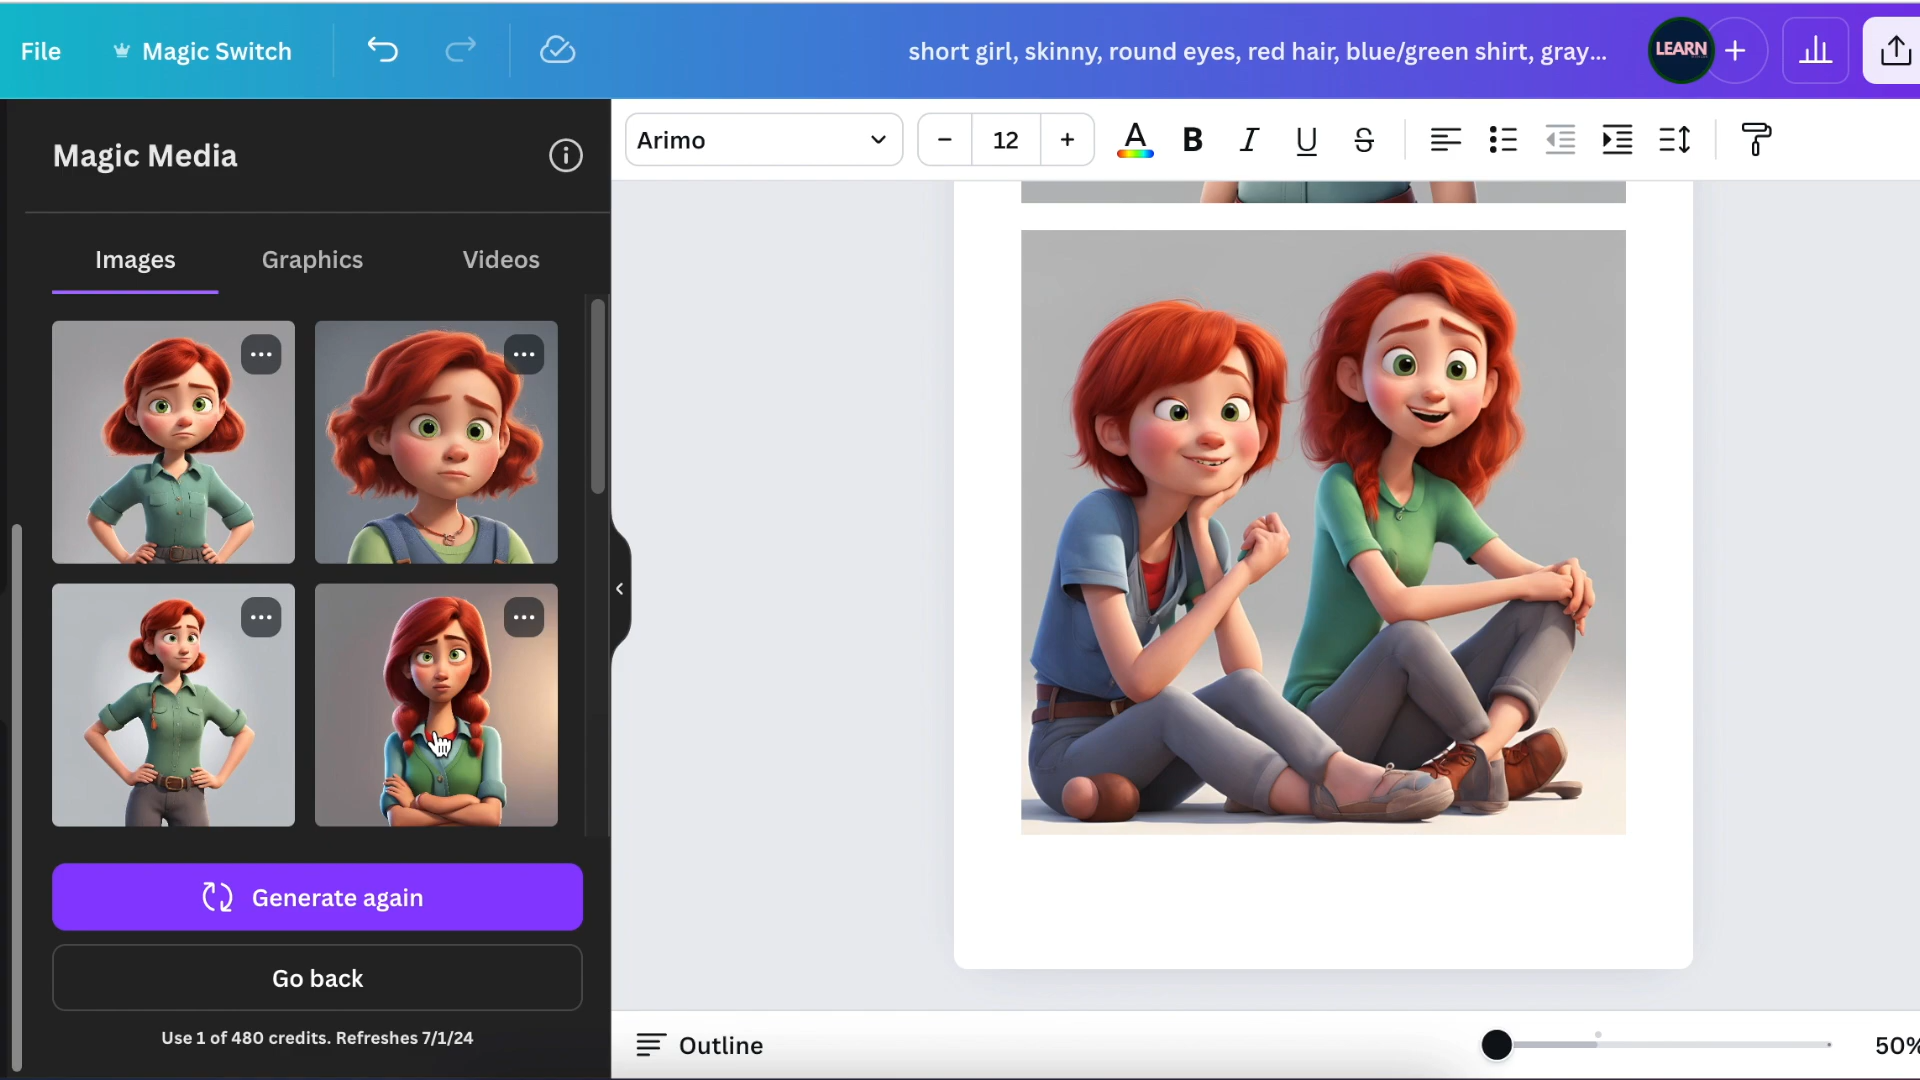 File
Magic Switch
short girl, skinny, round eyes, red hair, blue/green shirt, gray...
LEARN
Magic Media
Arimo
12
A
B
I
U
S
Images
Graphics
Videos
Generate again
Go back
Use 1 of 480 credits. Refreshes 7/1/24
Outline
50%